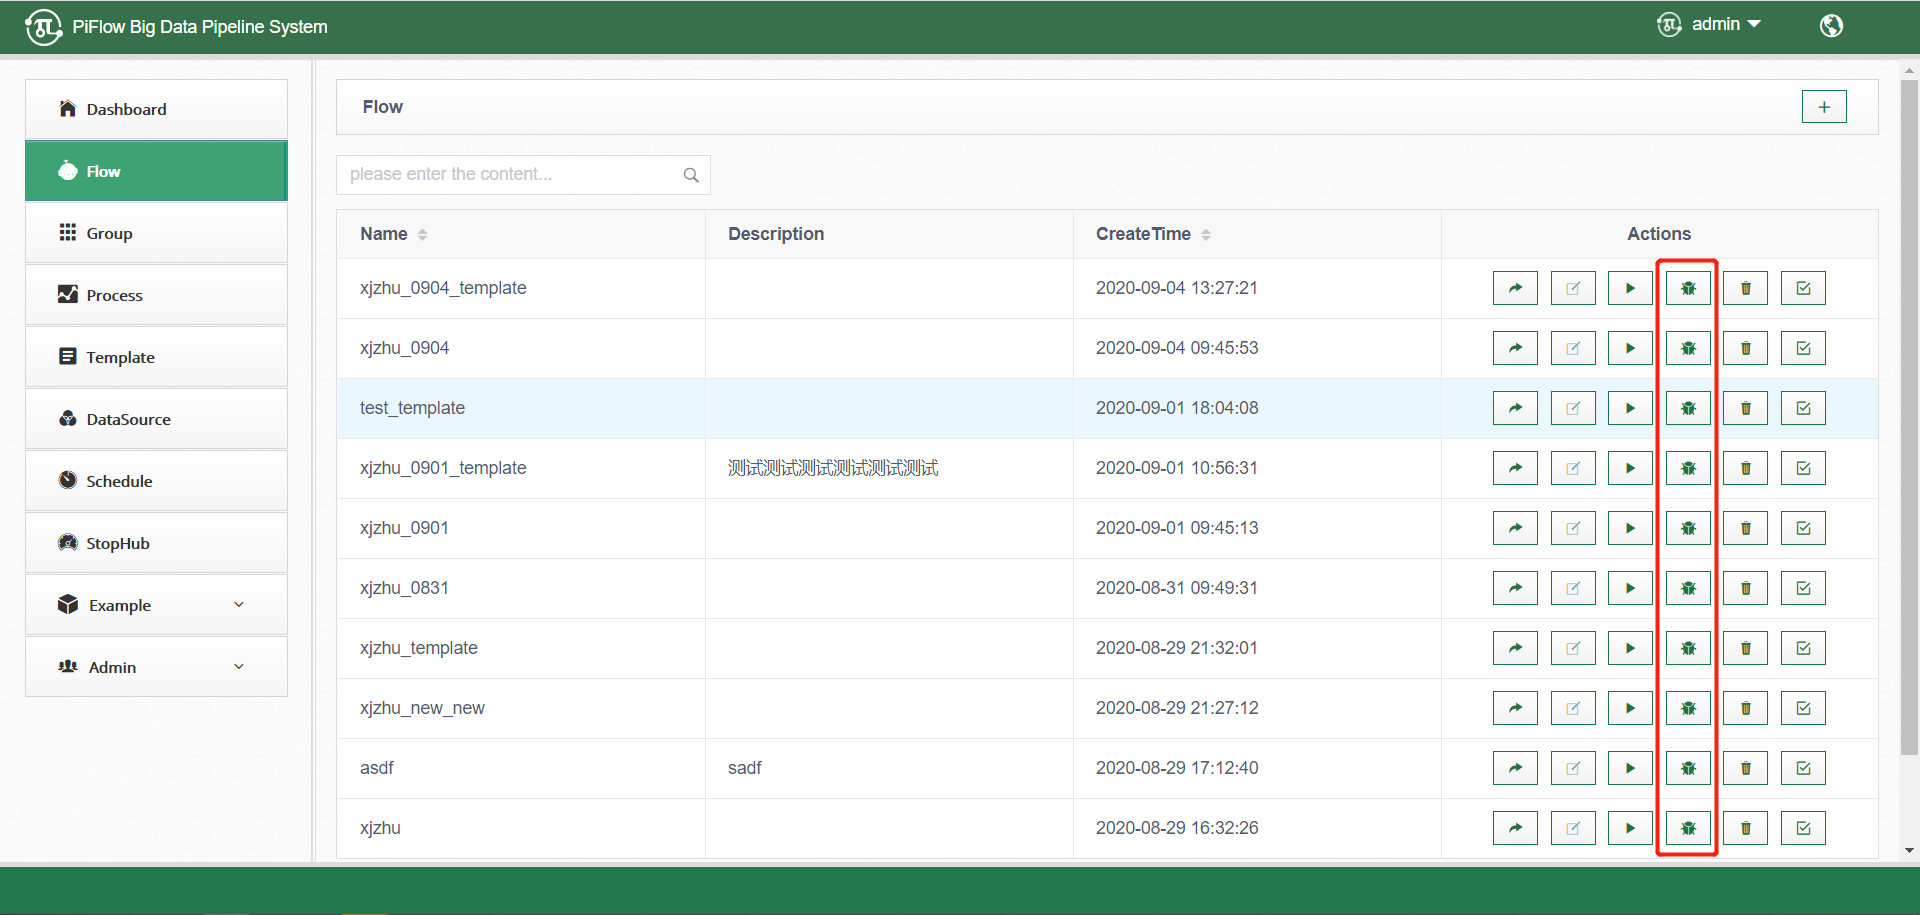 PiFlow Big Data Pipeline System
admin
Dashboard
Flow
Group
Process
Template
DataSource
Schedule
StopHub
Example
Admin
Flow
+
please enter the content...
Name Description CreateTime Actions
xjzhu_0904_template 2020-09-04 13:27:21
xjzhu_0904 2020-09-04 09:45:53
test_template 2020-09-01 18:04:08
xjzhu_0901_template 测试测试测试测试测试测试 2020-09-01 10:56:31
xjzhu_0901 2020-09-01 09:45:13
xjzhu_0831 2020-08-31 09:49:31
xjzhu_template 2020-08-29 21:32:01
xjzhu_new_new 2020-08-29 21:27:12
asdf sadf 2020-08-29 17:12:40
xjzhu 2020-08-29 16:32:26